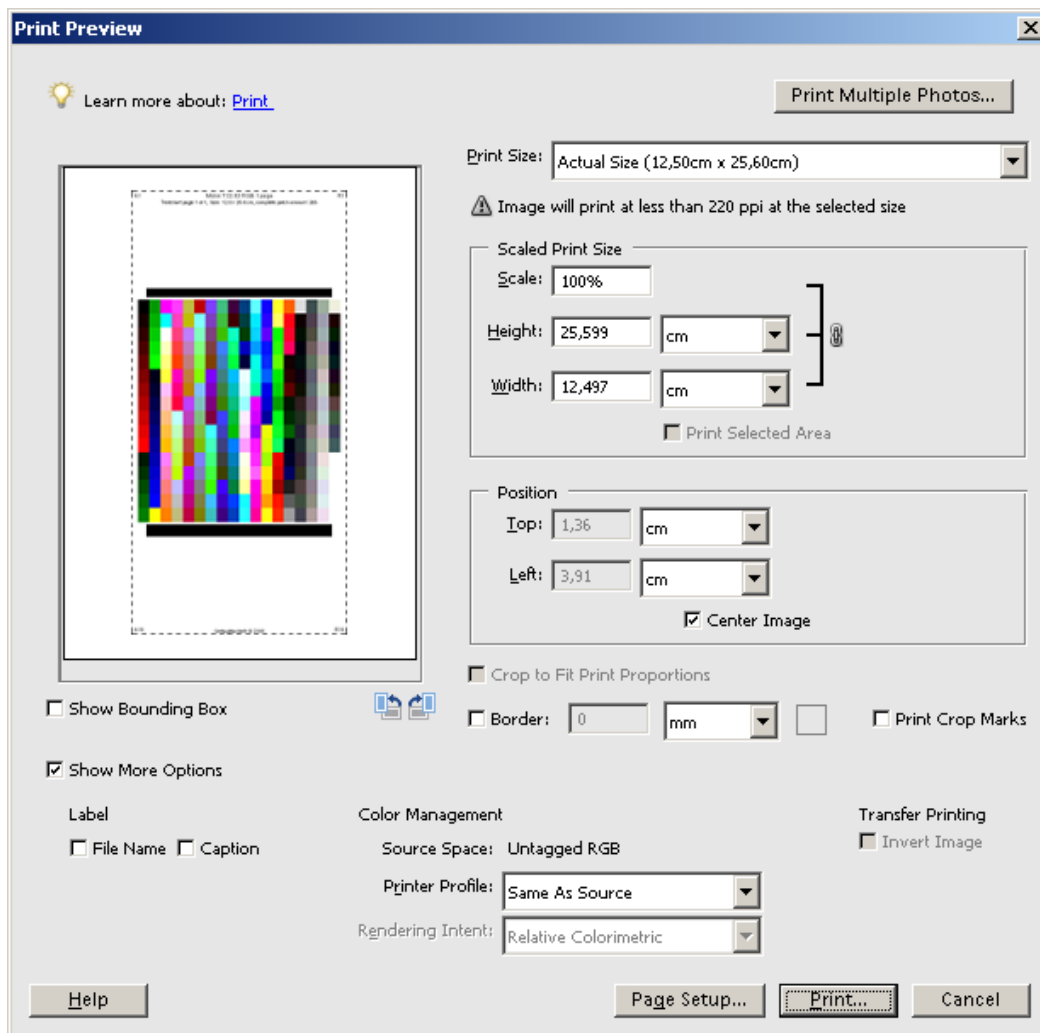 Print Preview
Learn more about: Print
Print Multiple Photos...
Print Size: Actual Size (12,50cm x 25,60cm)
Image will print at less than 220 ppi at the selected size
Scaled Print Size
Scale: 100%
Height: 25,599 cm
Width: 12,497 cm
Print Selected Area
Position
Top: 1,36 cm
Left: 3,91 cm
Center Image
Crop to Fit Print Proportions
Show Bounding Box
Border: 0 mm
Print Crop Marks
Show More Options
Label
Color Management
Transfer Printing
File Name
Caption
Source Space: Untagged RGB
Invert Image
Printer Profile: Same As Source
Rendering Intent: Relative Colorimetric
Help
Page Setup...
Print...
Cancel